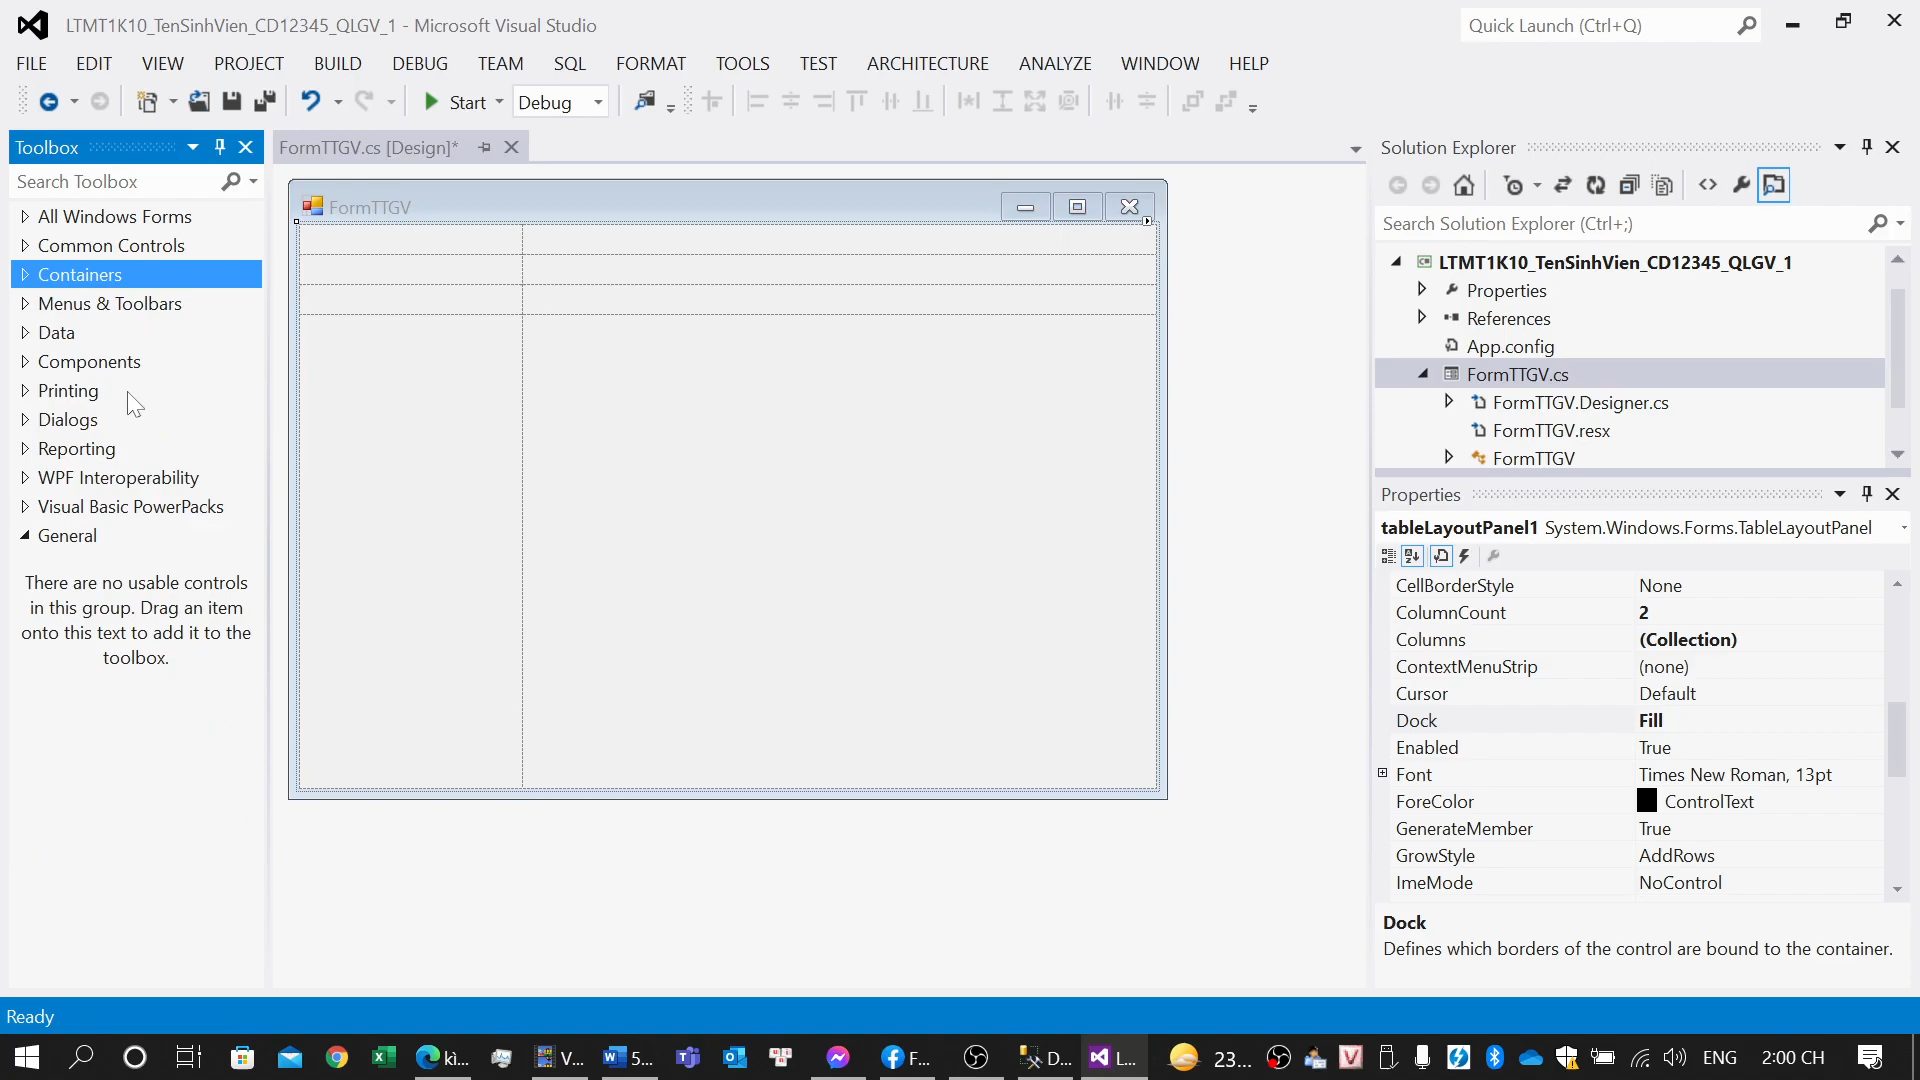 LTMT1K10_TenSinhVien_CD12345_QLGV_1 - Microsoft Visual Studio
Quick Launch (Ctrl+Q)
FILE EDIT VIEW PROJECT BUILD DEBUG TEAM SQL FORMAT TOOLS TEST ARCHITECTURE ANALYZE WINDOW HELP
Start Debug
Toolbox
Search Toolbox
All Windows Forms
Common Controls
Containers
Menus & Toolbars
Data
Components
Printing
Dialogs
Reporting
WPF Interoperability
Visual Basic PowerPacks
General
There are no usable controls
in this group. Drag an item
onto this text to add it to the
toolbox.
FormTTGV.cs [Design]*
FormTTGV
Solution Explorer
Search Solution Explorer (Ctrl+;)
LTMT1K10_TenSinhVien_CD12345_QLGV_1
Properties
References
App.config
FormTTGV.cs
FormTTGV.Designer.cs
FormTTGV.resx
FormTTGV
Properties
tableLayoutPanel1 System.Windows.Forms.TableLayoutPanel
CellBorderStyle None
ColumnCount 2
Columns (Collection)
ContextMenuStrip (none)
Cursor Default
Dock Fill
Enabled True
Font Times New Roman, 13pt
ForeColor ControlText
GenerateMember True
GrowStyle AddRows
ImeMode NoControl
Dock
Defines which borders of the control are bound to the container.
Ready
kì... V... 5... F... D... L... 23... ENG 2:00 CH